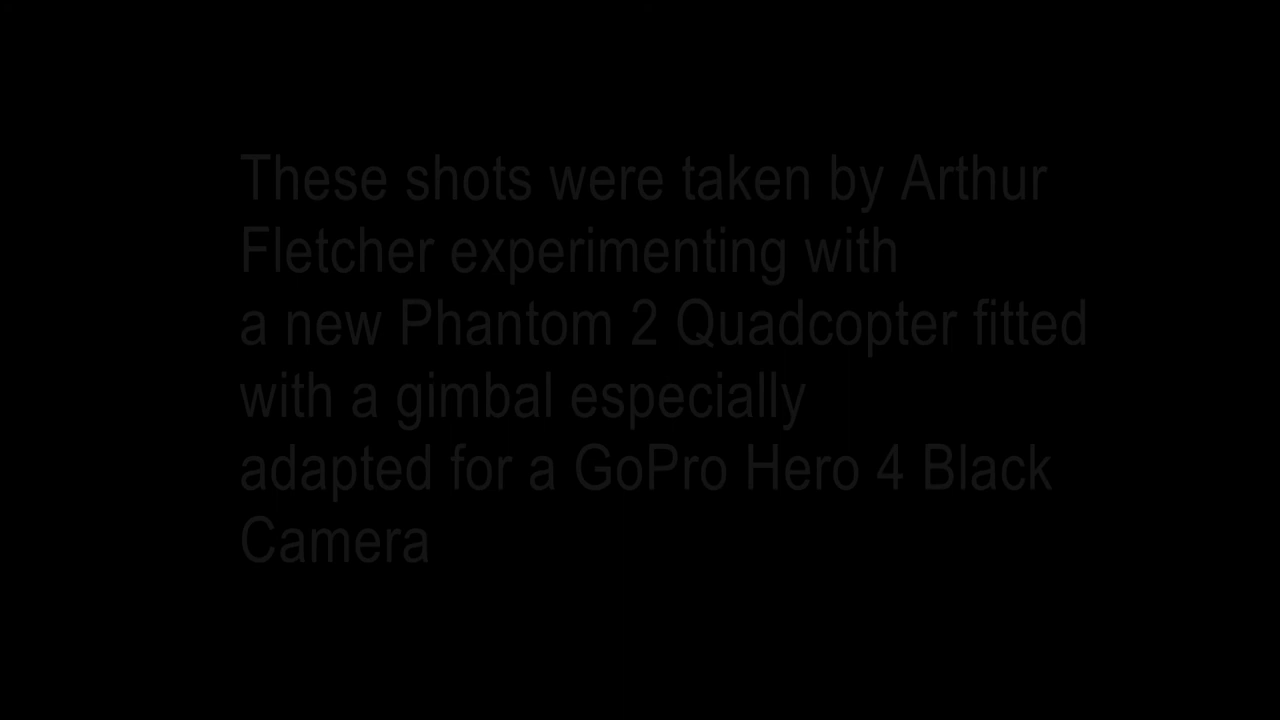 These shots were taken by Arthur
Fletcher experimenting with
a new Phantom 2 Quadcopter fitted
with a gimbal especially
adapted for a GoPro Hero 4 Black
Camera